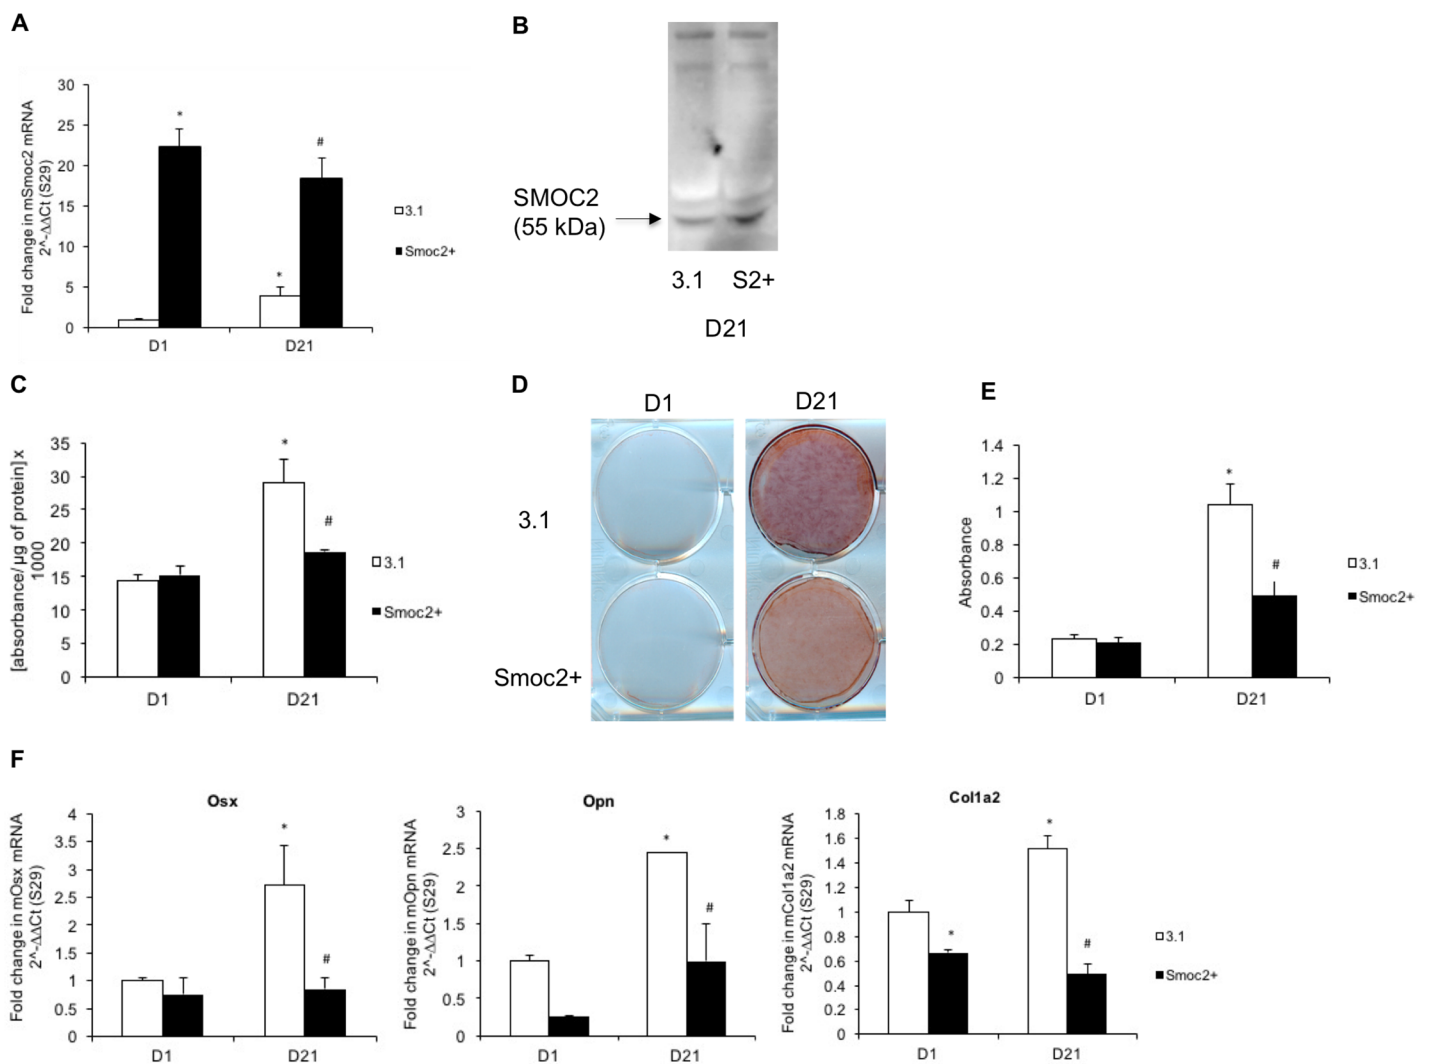 A
Fold change in mSmoc2 mRNA
2^-∆∆Ct (S29)
30
25
20
15
10
5
0
*
*
#
D1
D21
3.1
Smoc2+
B
SMOC2
(55 kDa)
3.1 S2+
D21
C
[absorbance/ µg of protein]x
1000
35
30
25
20
15
10
5
0
*
#
D1
D21
3.1
Smoc2+
D
D1 D21
3.1
Smoc2+
E
Absorbance
1.4
1.2
1
0.8
0.6
0.4
0.2
0
*
#
D1
D21
3.1
Smoc2+
F
Osx
Fold change in mOsx mRNA
2^-∆∆Ct (S29)
4
3.5
3
2.5
2
1.5
1
0.5
0
*
#
D1
D21
Opn
Fold change in mOpn mRNA
2^-∆∆Ct (S29)
3
2.5
2
1.5
1
0.5
0
*
#
D1
D21
Col1a2
Fold change in mCol1a2 mRNA
2^-∆∆Ct (S29)
1.8
1.6
1.4
1.2
1
0.8
0.6
0.4
0.2
0
*
*
#
D1
D21
3.1
Smoc2+